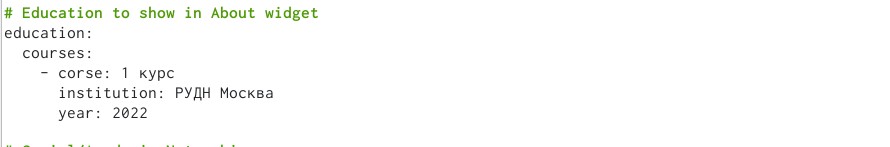 # Education to show in About widget
education:
  courses:
    - corse: 1 курс
      institution: РУДН Москва
      year: 2022